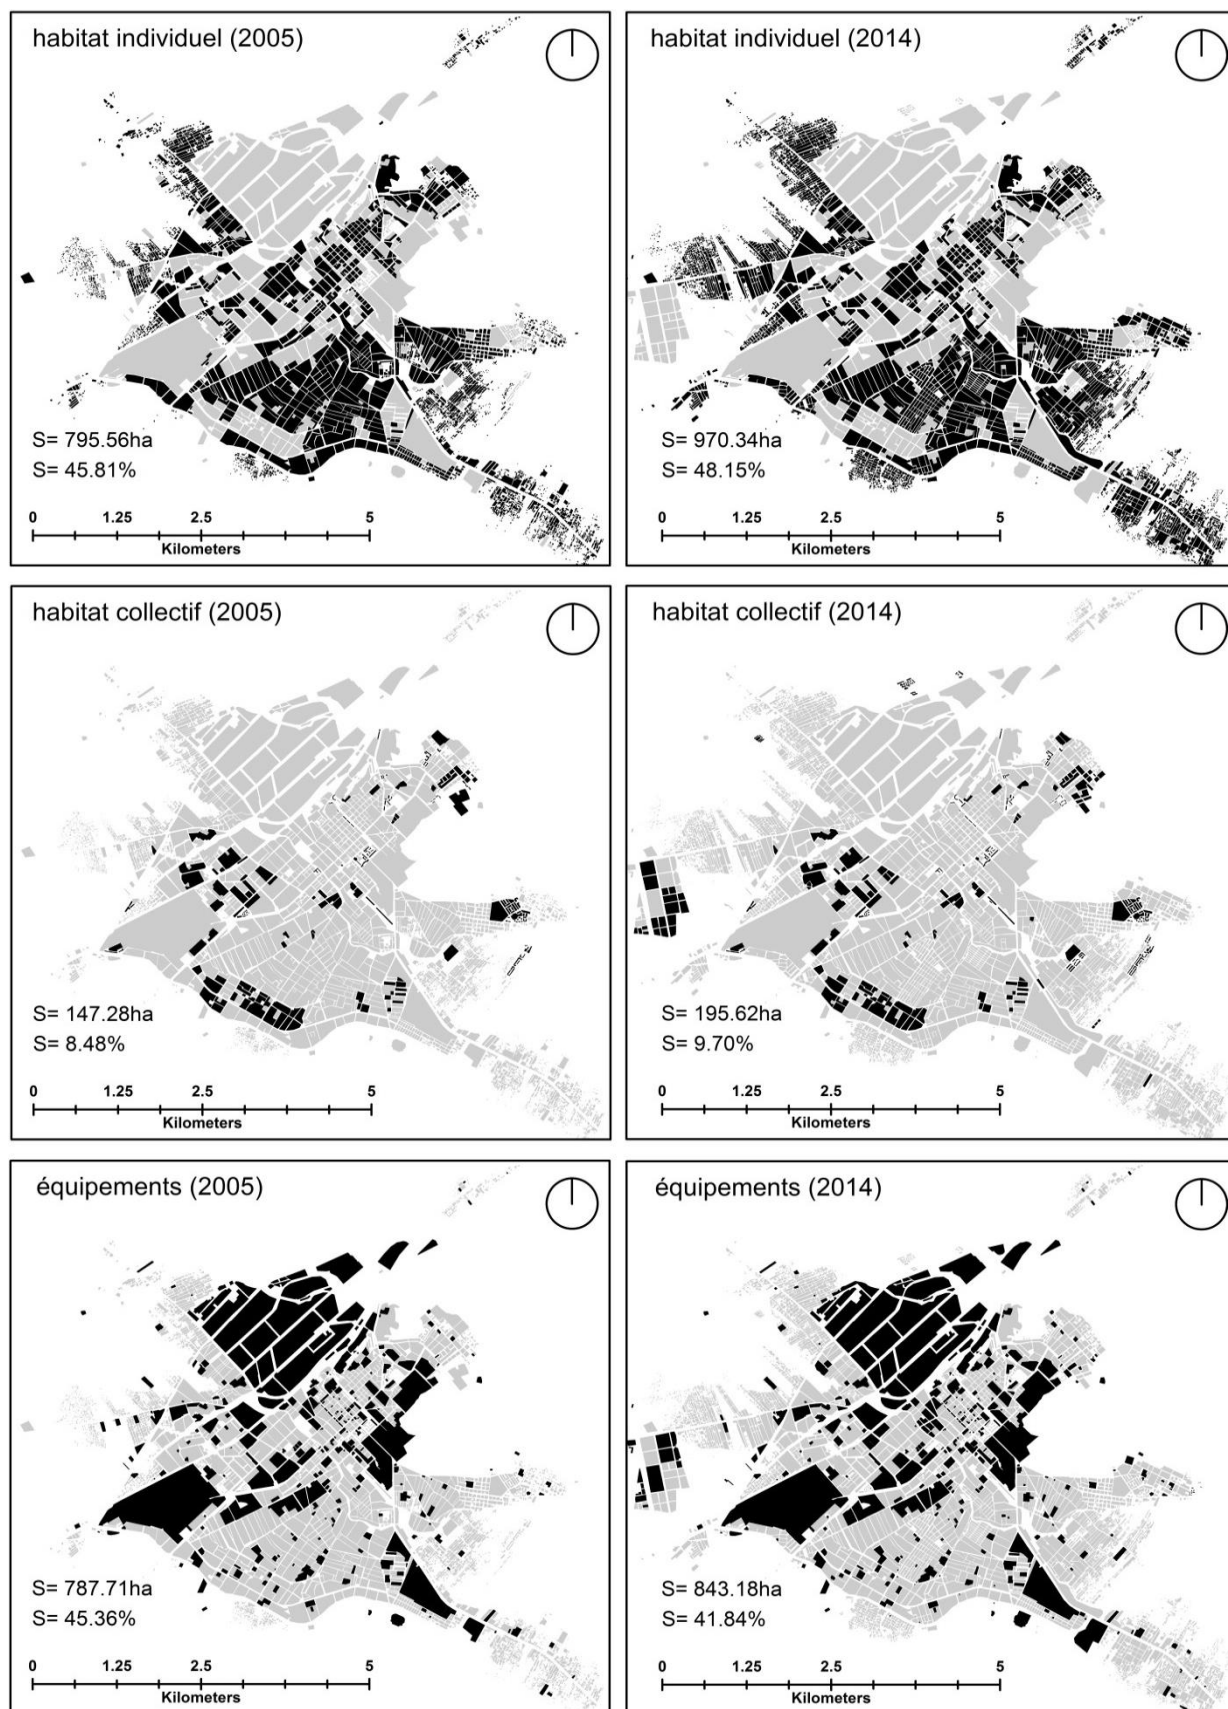 habitat individuel (2005)
S= 795.56ha
S= 45.81%
0 1.25 2.5 5
Kilometers
habitat individuel (2014)
S= 970.34ha
S= 48.15%
0 1.25 2.5 5
Kilometers
habitat collectif (2005)
S= 147.28ha
S= 8.48%
0 1.25 2.5 5
Kilometers
habitat collectif (2014)
S= 195.62ha
S= 9.70%
0 1.25 2.5 5
Kilometers
équipements (2005)
S= 787.71ha
S= 45.36%
0 1.25 2.5 5
Kilometers
équipements (2014)
S= 843.18ha
S= 41.84%
0 1.25 2.5 5
Kilometers